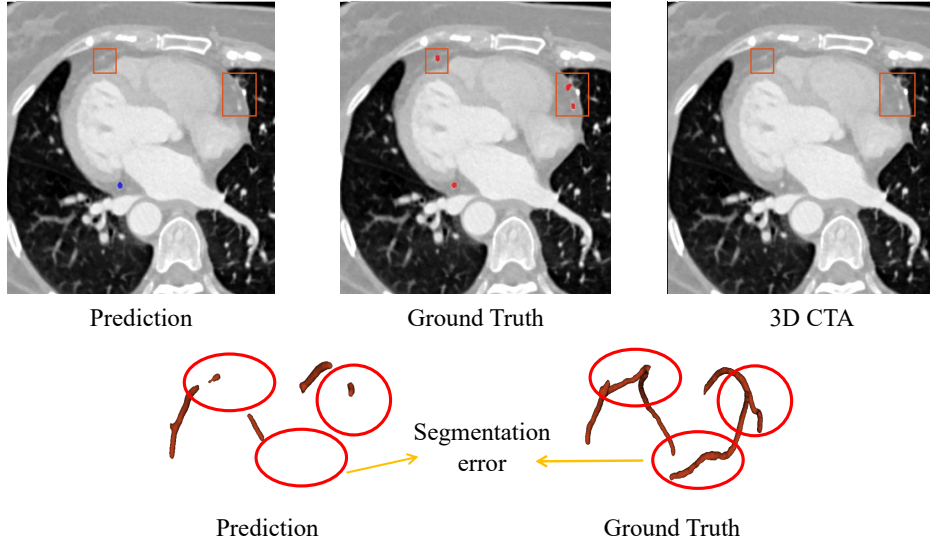 Prediction
Ground Truth
3D CTA
Segmentation
error
Prediction
Ground Truth